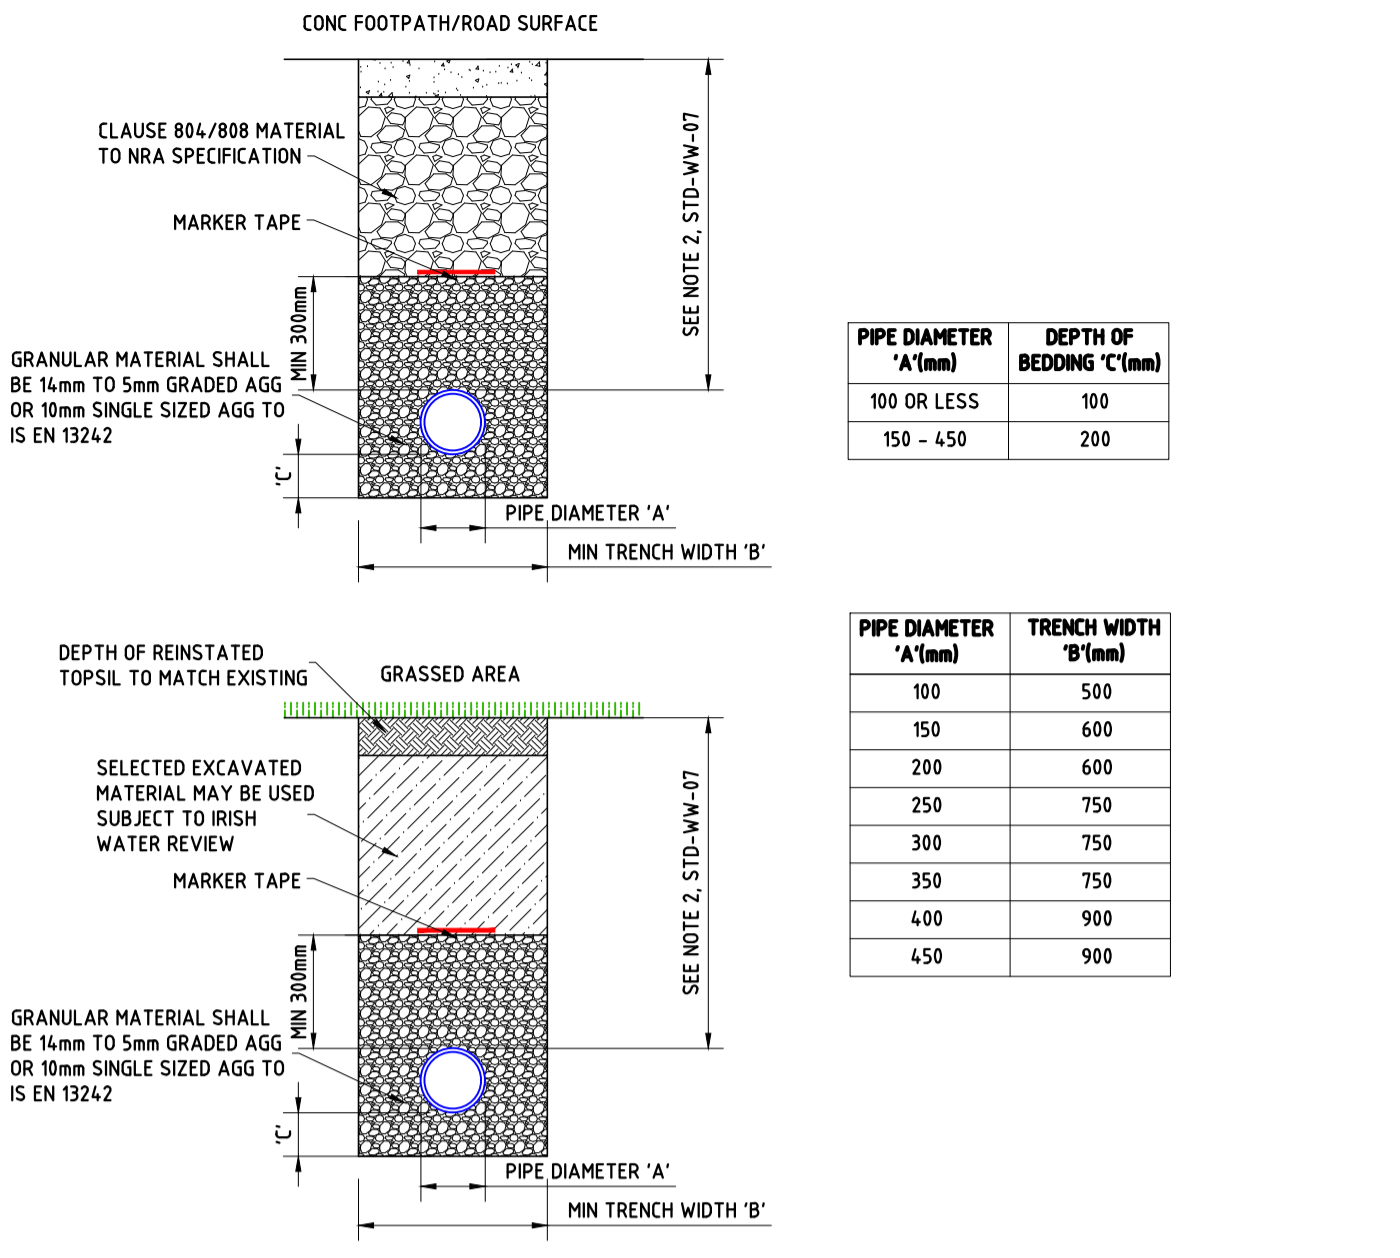 CONC FOOTPATH/ROAD SURFACE
CLAUSE 804/808 MATERIAL
TO NRA SPECIFICATION
MARKER TAPE
MIN 300mm
GRANULAR MATERIAL SHALL
BE 14mm TO 5mm GRADED AGG
OR 10mm SINGLE SIZED AGG TO
IS EN 13242
'C'
SEE NOTE 2, STD-WW-07
PIPE DIAMETER 'A'
MIN TRENCH WIDTH 'B'
PIPE DIAMETER DEPTH OF
'A'(mm) BEDDING 'C'(mm)
100 OR LESS 100
150 - 450 200
DEPTH OF REINSTATED
TOPSIL TO MATCH EXISTING
GRASSED AREA
SELECTED EXCAVATED
MATERIAL MAY BE USED
SUBJECT TO IRISH
WATER REVIEW
MARKER TAPE
MIN 300mm
GRANULAR MATERIAL SHALL
BE 14mm TO 5mm GRADED AGG
OR 10mm SINGLE SIZED AGG TO
IS EN 13242
'C'
SEE NOTE 2, STD-WW-07
PIPE DIAMETER 'A'
MIN TRENCH WIDTH 'B'
PIPE DIAMETER TRENCH WIDTH
'A'(mm) 'B'(mm)
100 500
150 600
200 600
250 750
300 750
350 750
400 900
450 900